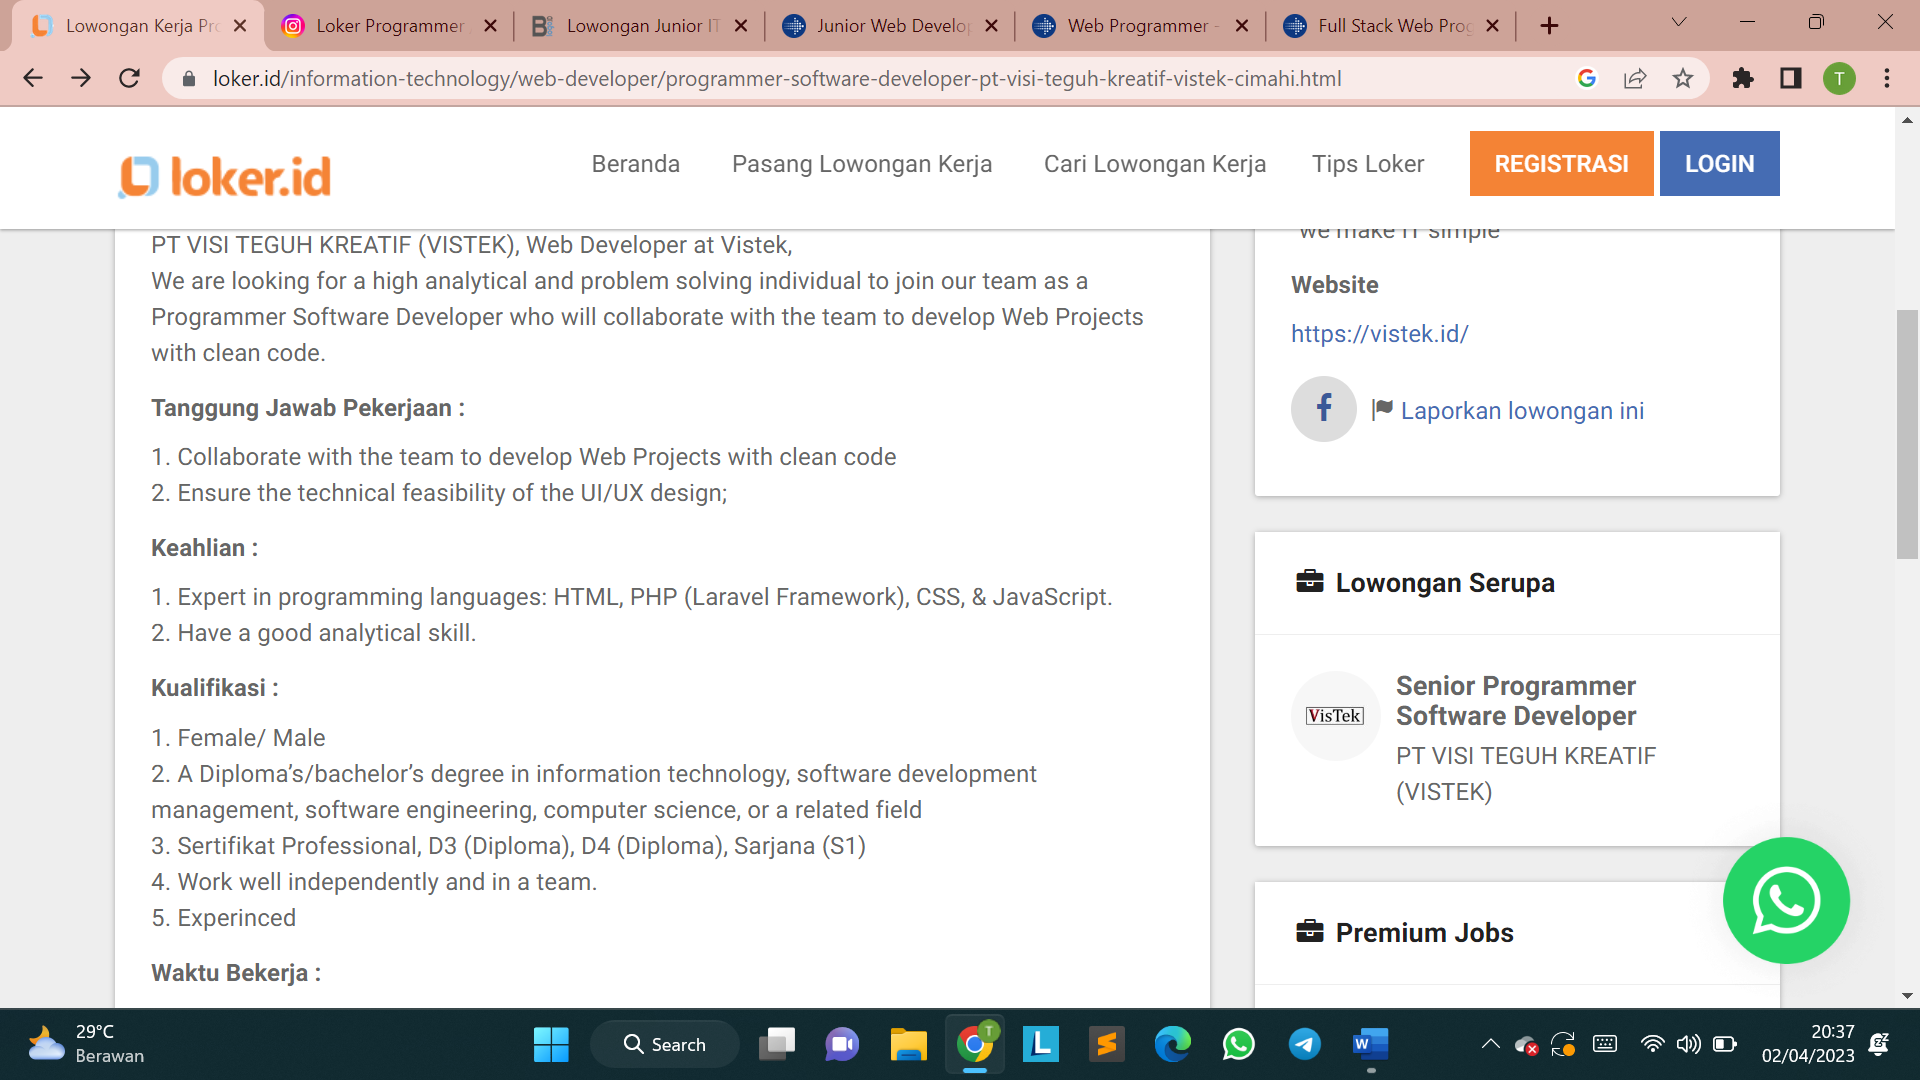 Lowongan Kerja Pro
Loker Programmer
Lowongan Junior IT
Junior Web Develop
Web Programmer -
Full Stack Web Prog
loker.id/information-technology/web-developer/programmer-software-developer-pt-visi-teguh-kreatif-vistek-cimahi.html
T
loker.id
Beranda
Pasang Lowongan Kerja
Cari Lowongan Kerja
Tips Loker
REGISTRASI
LOGIN
PT VISI TEGUH KREATIF (VISTEK), Web Developer at Vistek,
We are looking for a high analytical and problem solving individual to join our team as a
Programmer Software Developer who will collaborate with the team to develop Web Projects
with clean code.
Tanggung Jawab Pekerjaan :
1. Collaborate with the team to develop Web Projects with clean code
2. Ensure the technical feasibility of the UI/UX design;
Keahlian :
1. Expert in programming languages: HTML, PHP (Laravel Framework), CSS, & JavaScript.
2. Have a good analytical skill.
Kualifikasi :
1. Female/ Male
2. A Diploma’s/bachelor’s degree in information technology, software development
management, software engineering, computer science, or a related field
3. Sertifikat Professional, D3 (Diploma), D4 (Diploma), Sarjana (S1)
4. Work well independently and in a team.
5. Experinced
Waktu Bekerja :
we make IT simple
Website
https://vistek.id/
Laporkan lowongan ini
Lowongan Serupa
VisTek
Senior Programmer
Software Developer
PT VISI TEGUH KREATIF
(VISTEK)
Premium Jobs
29°C
Berawan
Search
T
20:37
02/04/2023